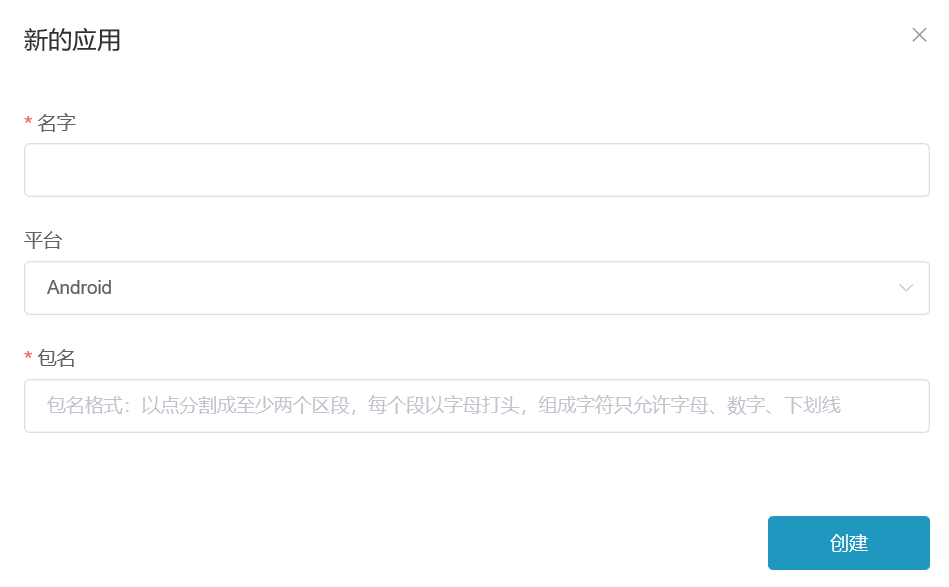 新的应用
* 名字
平台
Android
* 包名
包名格式：以点分割成至少两个区段，每个段以字母打头，组成字符只允许字母、数字、下划线
创建